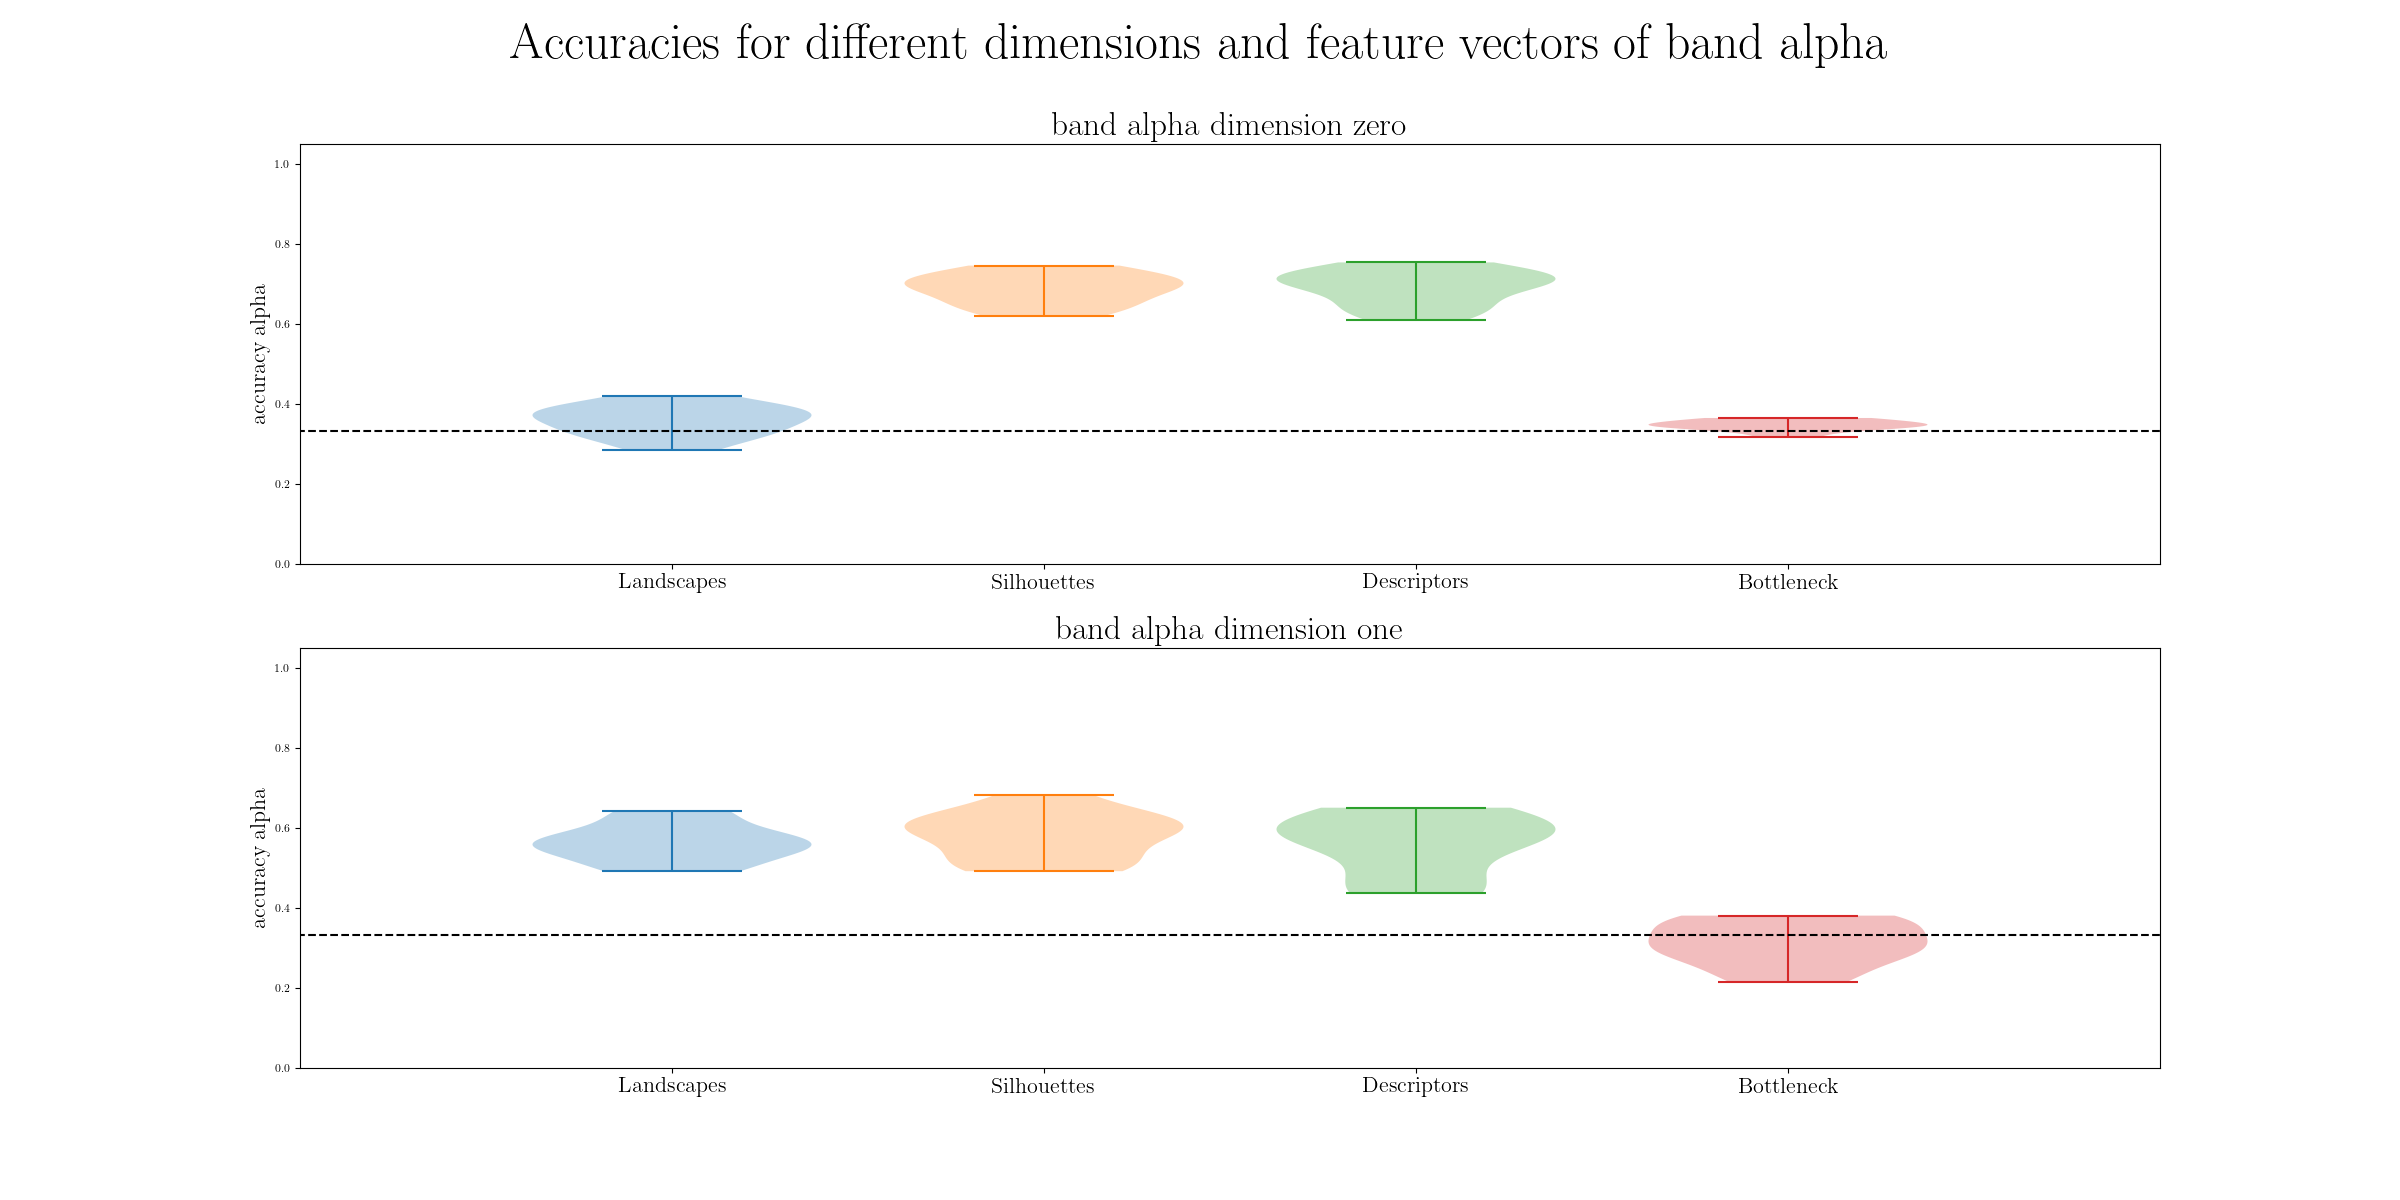 Accuracies for different dimensions and feature vectors of band alpha
band alpha dimension zero
1.0
0.8
0.6
0.4
0.2
0.0
accuracy alpha
Landscapes Silhouettes Descriptors Bottleneck
band alpha dimension one
1.0
0.8
0.6
0.4
0.2
0.0
accuracy alpha
Landscapes Silhouettes Descriptors Bottleneck